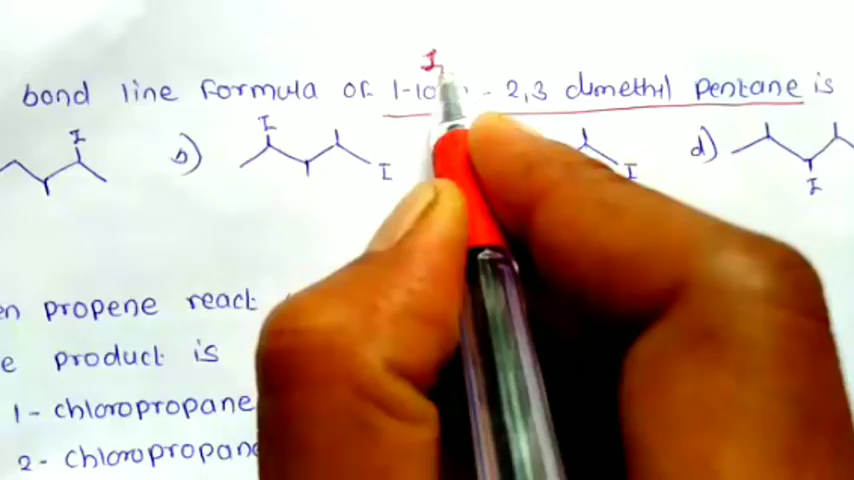 I
bond line formula of 1-io - 2,3 dimethyl pentane is
I b) I I I d) I
en propene react
e product is
1- chloropropane
2- chloropropan